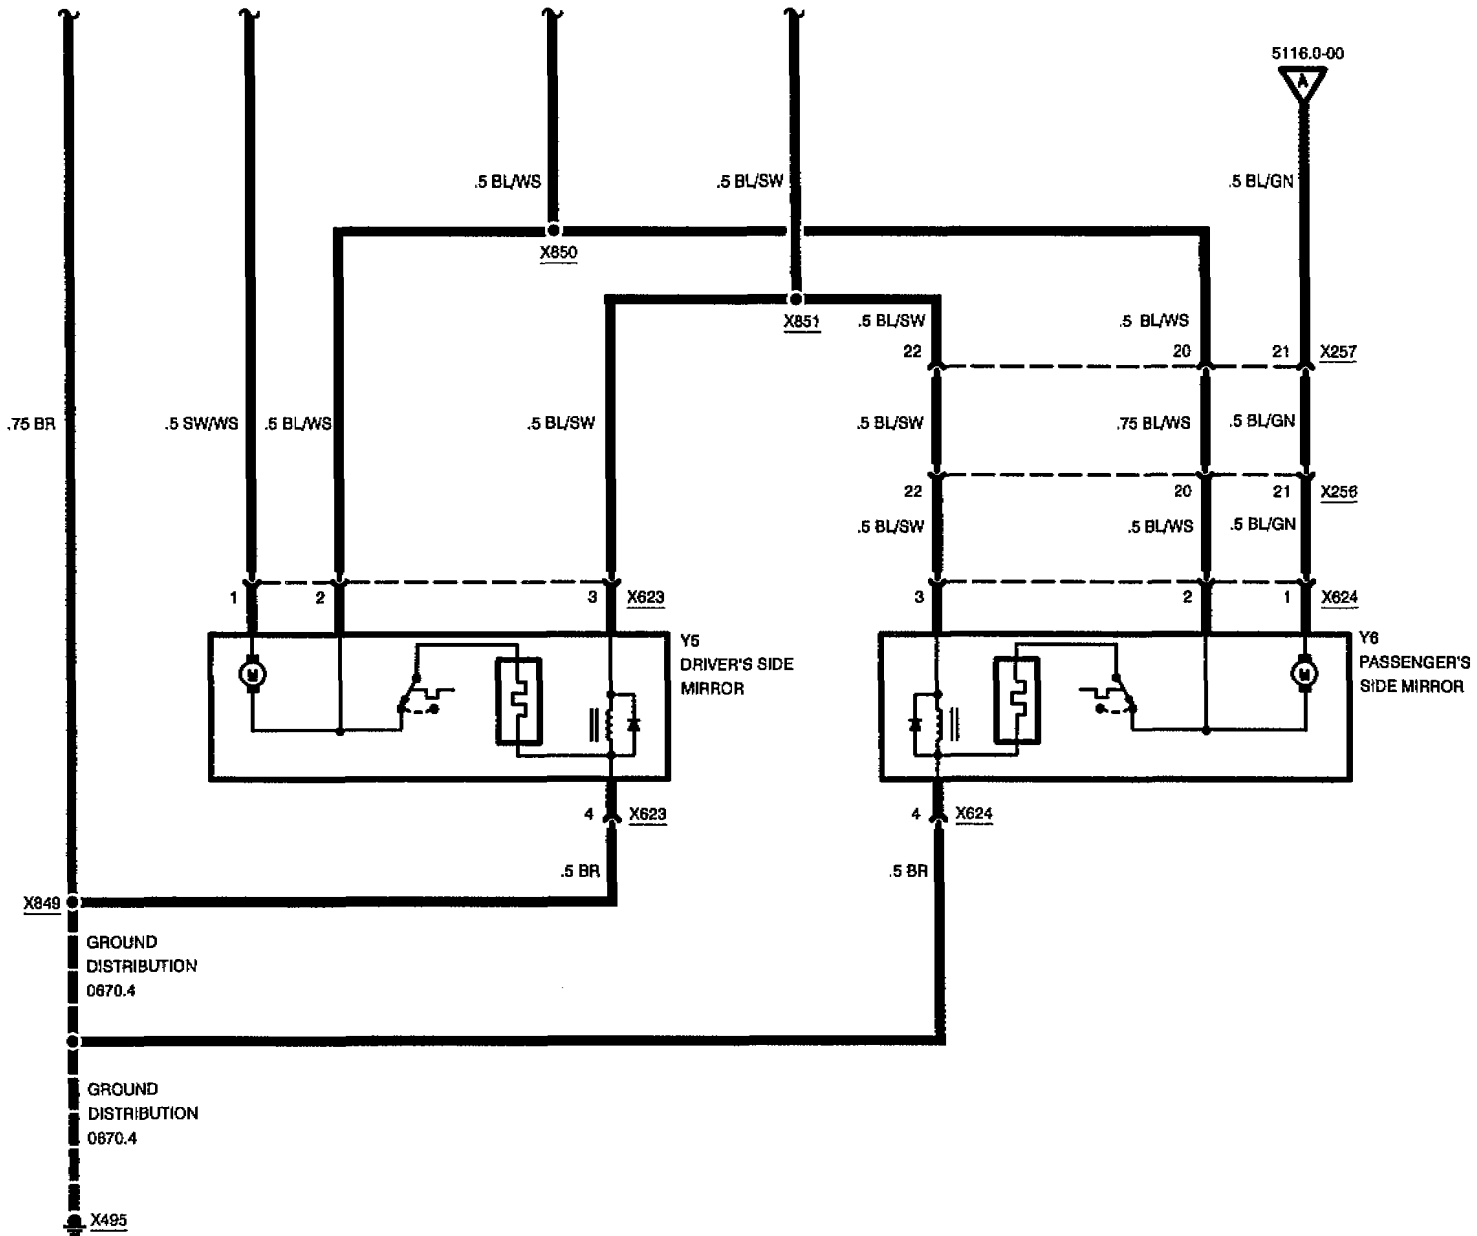 5116.0-00
A
.5 BL/WS
.5 BL/SW
.5 BL/GN
X850
X851
.5 BL/SW
.5 BL/WS
22
20
21
X257
.75 BR
.5 SW/WS
.5 BL/WS
.5 BL/SW
.5 BL/SW
.75 BL/WS
.5 BL/GN
22
20
21
X256
.5 BL/SW
.5 BL/WS
.5 BL/GN
1
2
3
X623
3
2
1
X624
Y5
DRIVER'S SIDE
MIRROR
Y6
PASSENGER'S
SIDE MIRROR
M
M
4
X623
4
X624
.5 BR
.5 BR
X849
GROUND
DISTRIBUTION
0670.4
GROUND
DISTRIBUTION
0670.4
X495